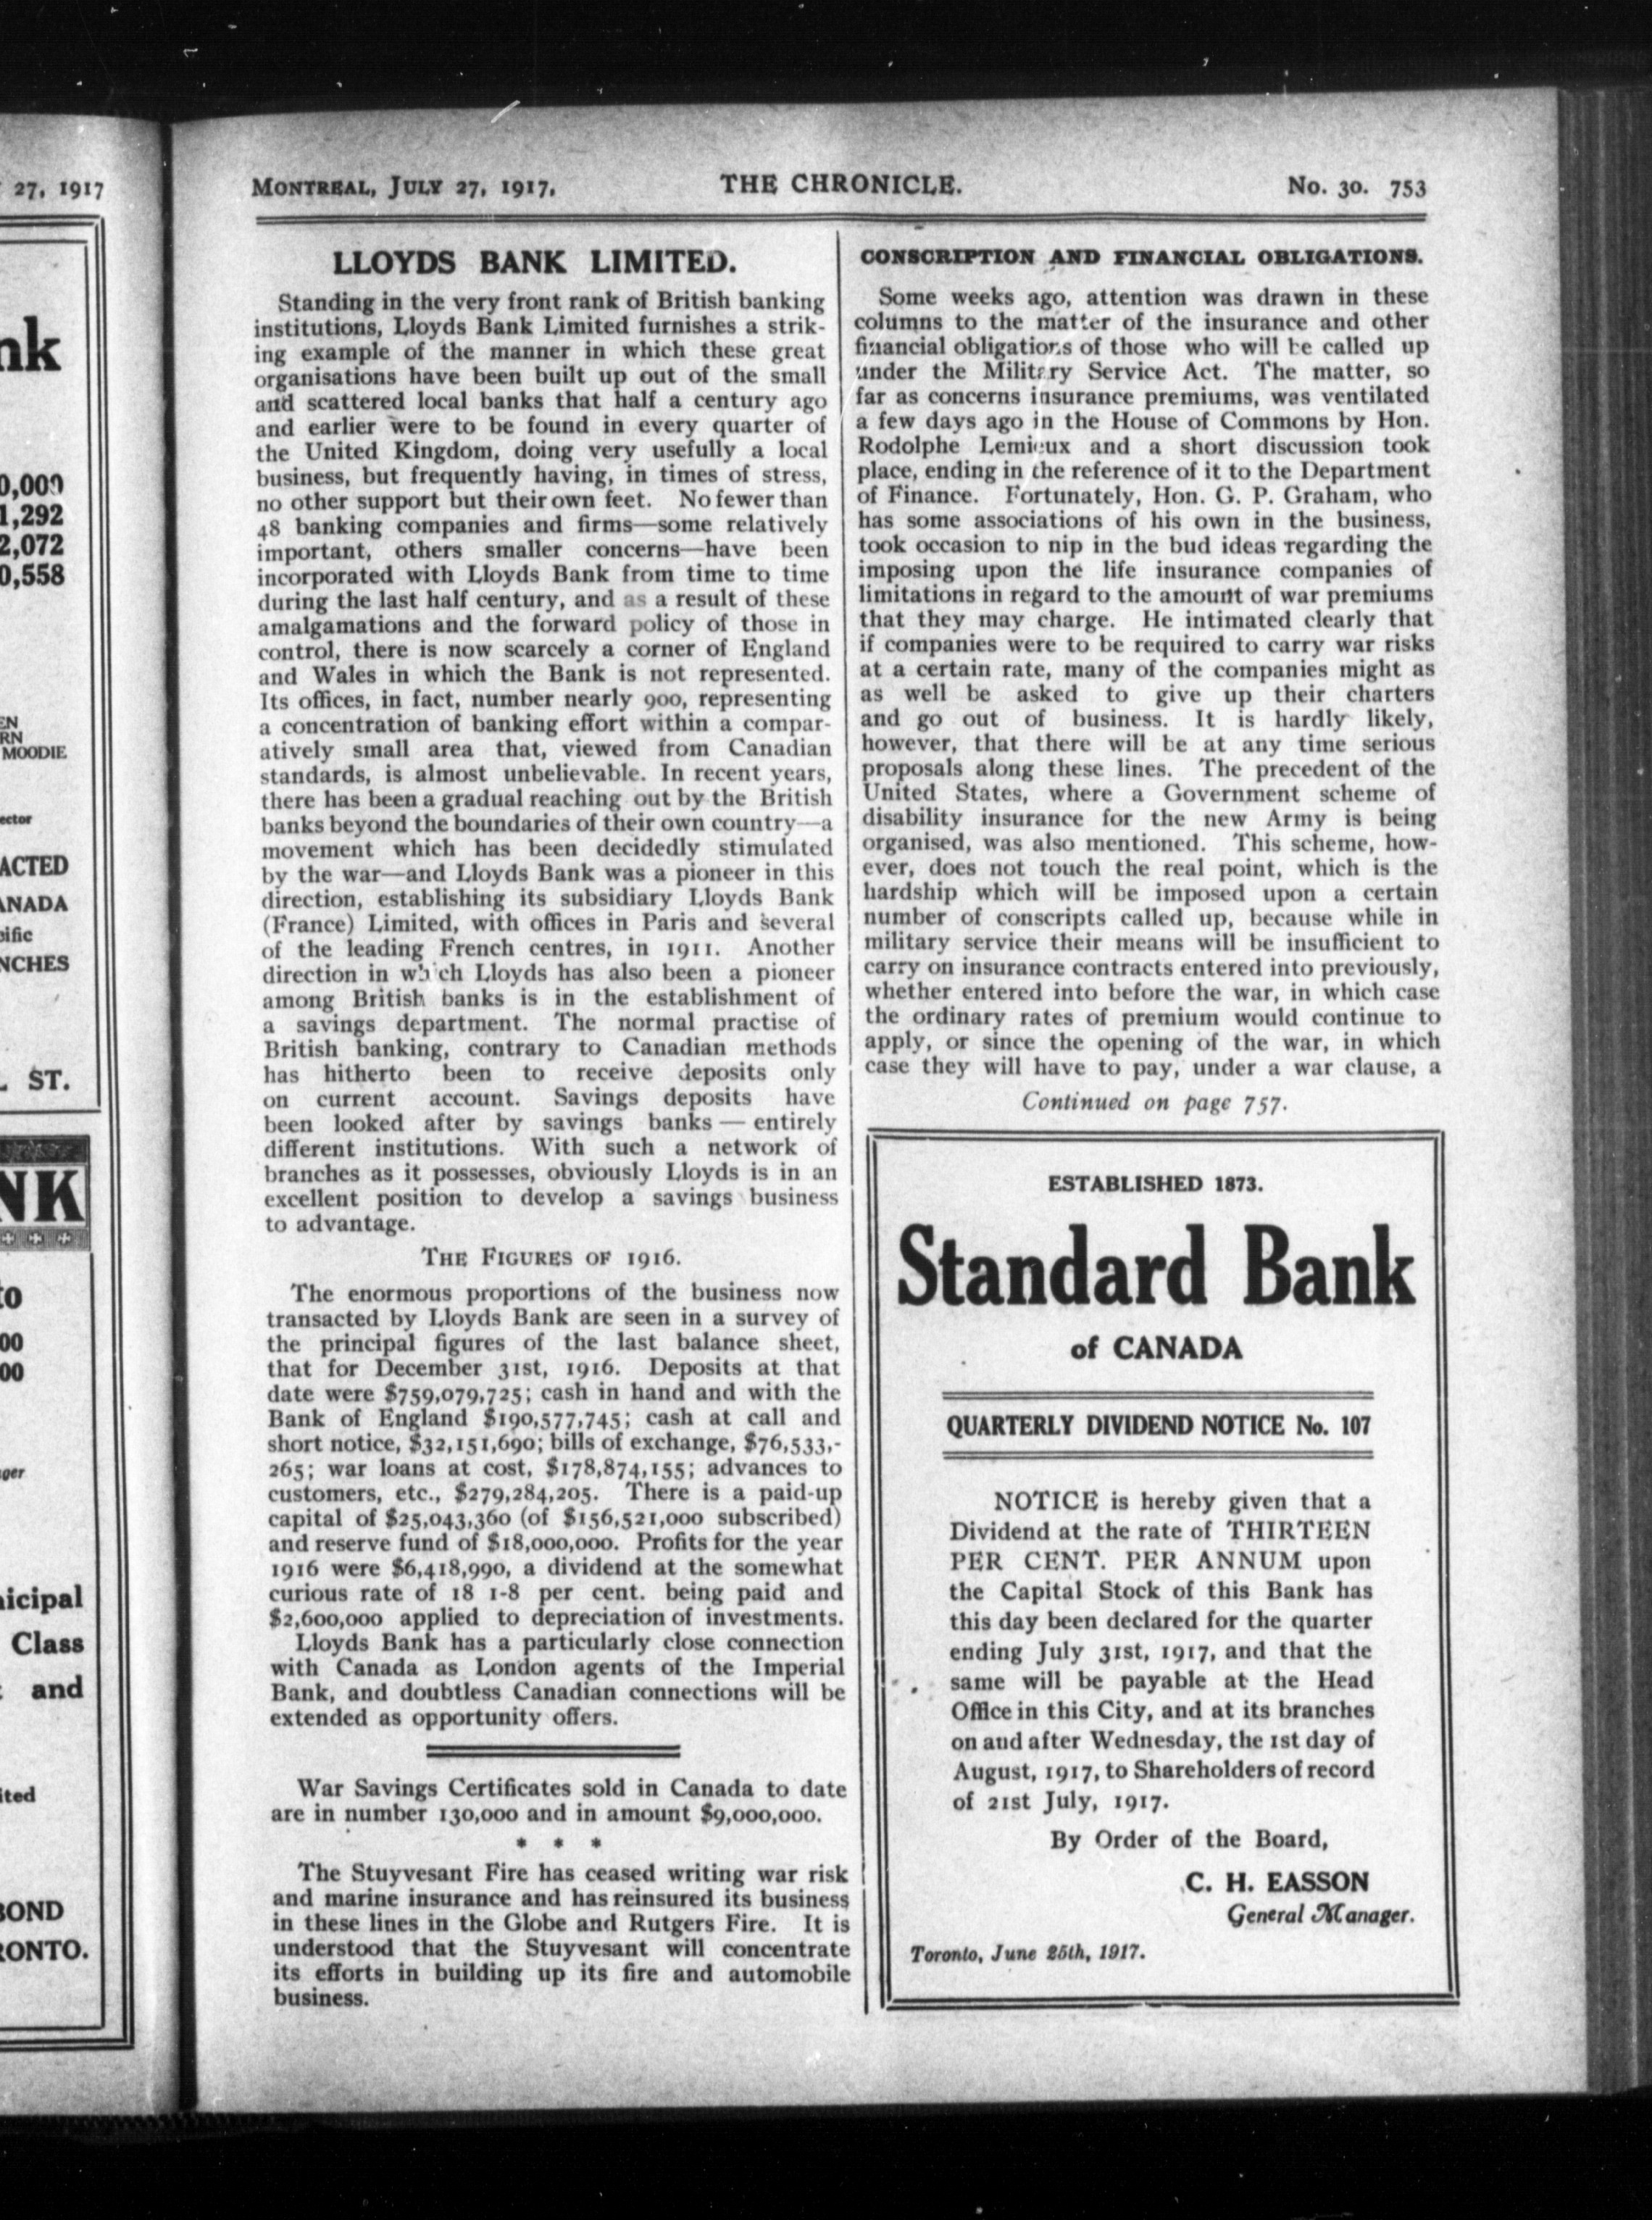 27, 1917
nk
0,000
1,292
2,072
0,558
EN
RN
MOODIE
ector
ACTED
ANADA
cific
NCHES
ST.
NK
to
00
00
ager
nicipal
Class
and
ited
BOND
RONTO.
MONTREAL, JULY 27, 1917. THE CHRONICLE. No. 30. 753
LLOYDS BANK LIMITED.
Standing in the very front rank of British banking
institutions, Lloyds Bank Limited furnishes a strik-
ing example of the manner in which these great
organisations have been built up out of the small
and scattered local banks that half a century ago
and earlier were to be found in every quarter of
the United Kingdom, doing very usefully a local
business, but frequently having, in times of stress,
no other support but their own feet. No fewer than
48 banking companies and firms—some relatively
important, others smaller concerns—have been
incorporated with Lloyds Bank from time to time
during the last half century, and as a result of these
amalgamations and the forward policy of those in
control, there is now scarcely a corner of England
and Wales in which the Bank is not represented.
Its offices, in fact, number nearly 900, representing
a concentration of banking effort within a compar-
atively small area that, viewed from Canadian
standards, is almost unbelievable. In recent years,
there has been a gradual reaching out by the British
banks beyond the boundaries of their own country—a
movement which has been decidedly stimulated
by the war—and Lloyds Bank was a pioneer in this
direction, establishing its subsidiary Lloyds Bank
(France) Limited, with offices in Paris and several
of the leading French centres, in 1911. Another
direction in which Lloyds has also been a pioneer
among British banks is in the establishment of
a savings department. The normal practise of
British banking, contrary to Canadian methods
has hitherto been to receive deposits only
on current account. Savings deposits have
been looked after by savings banks — entirely
different institutions. With such a network of
branches as it possesses, obviously Lloyds is in an
excellent position to develop a savings business
to advantage.
THE FIGURES OF 1916.
The enormous proportions of the business now
transacted by Lloyds Bank are seen in a survey of
the principal figures of the last balance sheet,
that for December 31st, 1916. Deposits at that
date were $759,079,725; cash in hand and with the
Bank of England $190,577,745; cash at call and
short notice, $32,151,690; bills of exchange, $76,533,-
265; war loans at cost, $178,874,155; advances to
customers, etc., $279,284,205. There is a paid-up
capital of $25,043,360 (of $156,521,000 subscribed)
and reserve fund of $18,000,000. Profits for the year
1916 were $6,418,990, a dividend at the somewhat
curious rate of 18 1-8 per cent. being paid and
$2,600,000 applied to depreciation of investments.
Lloyds Bank has a particularly close connection
with Canada as London agents of the Imperial
Bank, and doubtless Canadian connections will be
extended as opportunity offers.
War Savings Certificates sold in Canada to date
are in number 130,000 and in amount $9,000,000.
* * *
The Stuyvesant Fire has ceased writing war risk
and marine insurance and has reinsured its business
in these lines in the Globe and Rutgers Fire. It is
understood that the Stuyvesant will concentrate
its efforts in building up its fire and automobile
business.
CONSCRIPTION AND FINANCIAL OBLIGATIONS.
Some weeks ago, attention was drawn in these
columns to the matter of the insurance and other
financial obligations of those who will be called up
under the Military Service Act. The matter, so
far as concerns insurance premiums, was ventilated
a few days ago in the House of Commons by Hon.
Rodolphe Lemieux and a short discussion took
place, ending in the reference of it to the Department
of Finance. Fortunately, Hon. G. P. Graham, who
has some associations of his own in the business,
took occasion to nip in the bud ideas regarding the
imposing upon the life insurance companies of
limitations in regard to the amount of war premiums
that they may charge. He intimated clearly that
if companies were to be required to carry war risks
at a certain rate, many of the companies might as
as well be asked to give up their charters
and go out of business. It is hardly likely,
however, that there will be at any time serious
proposals along these lines. The precedent of the
United States, where a Government scheme of
disability insurance for the new Army is being
organised, was also mentioned. This scheme, how-
ever, does not touch the real point, which is the
hardship which will be imposed upon a certain
number of conscripts called up, because while in
military service their means will be insufficient to
carry on insurance contracts entered into previously,
whether entered into before the war, in which case
the ordinary rates of premium would continue to
apply, or since the opening of the war, in which
case they will have to pay, under a war clause, a
Continued on page 757.
ESTABLISHED 1873.
Standard Bank
of CANADA
QUARTERLY DIVIDEND NOTICE No. 107
NOTICE is hereby given that a
Dividend at the rate of THIRTEEN
PER CENT. PER ANNUM upon
the Capital Stock of this Bank has
this day been declared for the quarter
ending July 31st, 1917, and that the
same will be payable at the Head
Office in this City, and at its branches
on aud after Wednesday, the 1st day of
August, 1917, to Shareholders of record
of 21st July, 1917.
By Order of the Board,
C. H. EASSON
General Manager.
Toronto, June 25th, 1917.